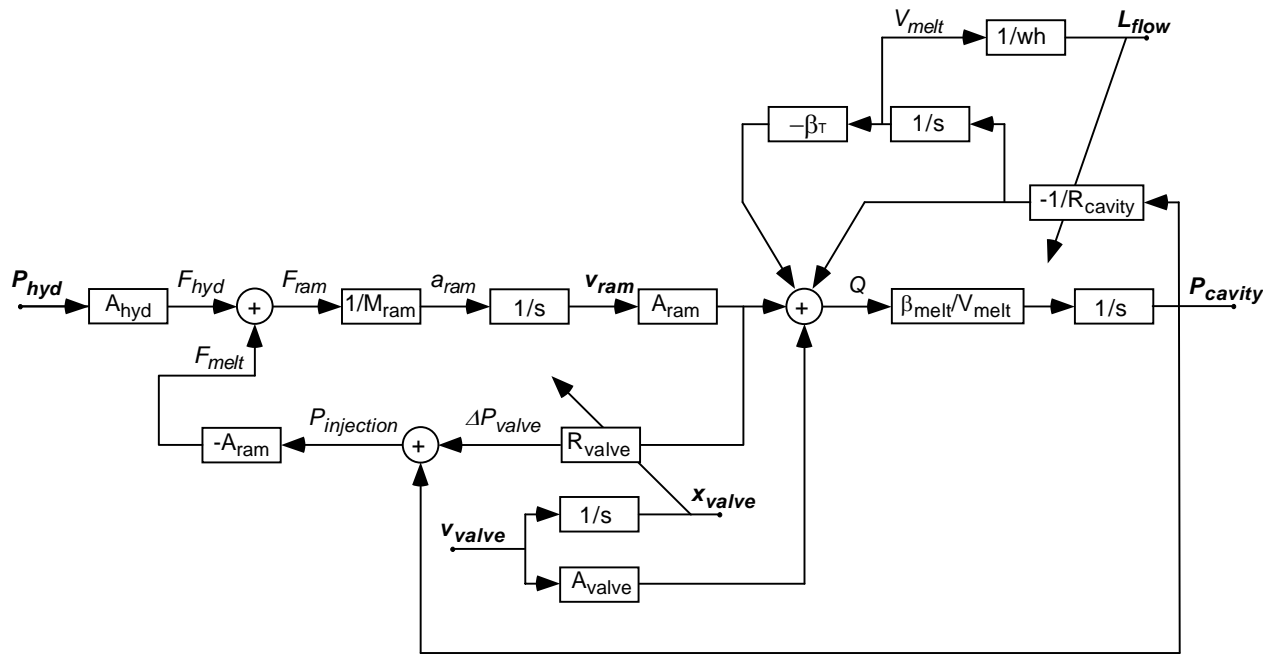 V_melt
1/wh
L_flow
−β_T
1/s
-1/R_cavity
P_hyd
A_hyd
F_hyd
+
F_ram
1/M_ram
a_ram
1/s
v_ram
A_ram
+
Q
β_melt/V_melt
1/s
P_cavity
F_melt
-A_ram
P_injection
+
ΔP_valve
R_valve
x_valve
1/s
v_valve
A_valve